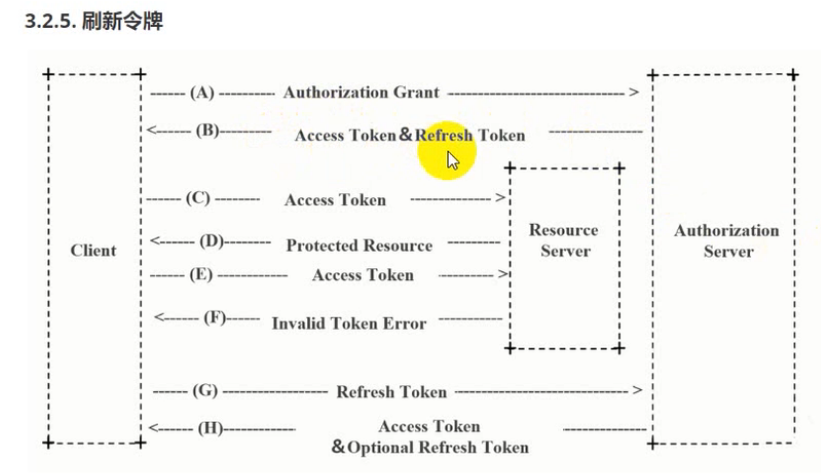 3.2.5. 刷新令牌
(A) Authorization Grant
(B) Access Token & Refresh Token
(C) Access Token
(D) Protected Resource
(E) Access Token
(F) Invalid Token Error
Client
Resource
Server
Authorization
Server
(G) Refresh Token
(H) Access Token
&Optional Refresh Token